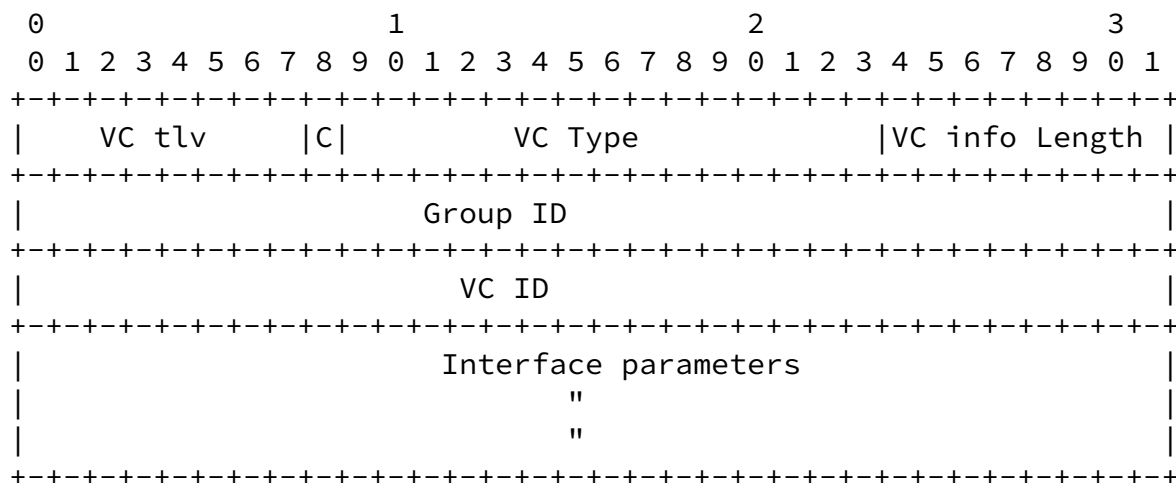 0                   1                   2                   3
 0 1 2 3 4 5 6 7 8 9 0 1 2 3 4 5 6 7 8 9 0 1 2 3 4 5 6 7 8 9 0 1
+-+-+-+-+-+-+-+-+-+-+-+-+-+-+-+-+-+-+-+-+-+-+-+-+-+-+-+-+-+-+-+-+
|    VC tlv     |C|         VC Type             |VC info Length |
+-+-+-+-+-+-+-+-+-+-+-+-+-+-+-+-+-+-+-+-+-+-+-+-+-+-+-+-+-+-+-+-+
|                      Group ID                                 |
+-+-+-+-+-+-+-+-+-+-+-+-+-+-+-+-+-+-+-+-+-+-+-+-+-+-+-+-+-+-+-+-+
|                        VC ID                                  |
+-+-+-+-+-+-+-+-+-+-+-+-+-+-+-+-+-+-+-+-+-+-+-+-+-+-+-+-+-+-+-+-+
|                       Interface parameters                    |
|                              "                                |
|                              "                                |
+-+-+-+-+-+-+-+-+-+-+-+-+-+-+-+-+-+-+-+-+-+-+-+-+-+-+-+-+-+-+-+-+